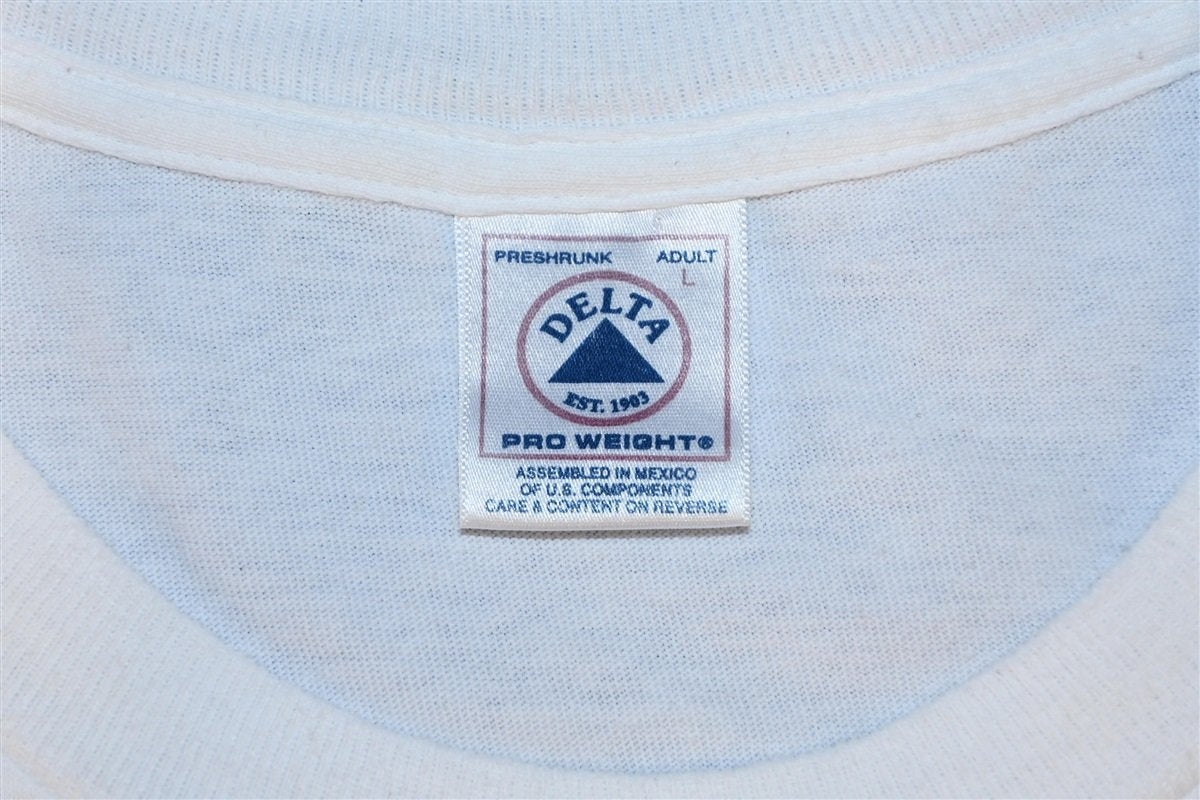 PRESHRUNK ADULT
L
DELTA
EST. 1903
PRO WEIGHT®
ASSEMBLED IN MEXICO
OF U.S. COMPONENTS
CARE & CONTENT ON REVERSE